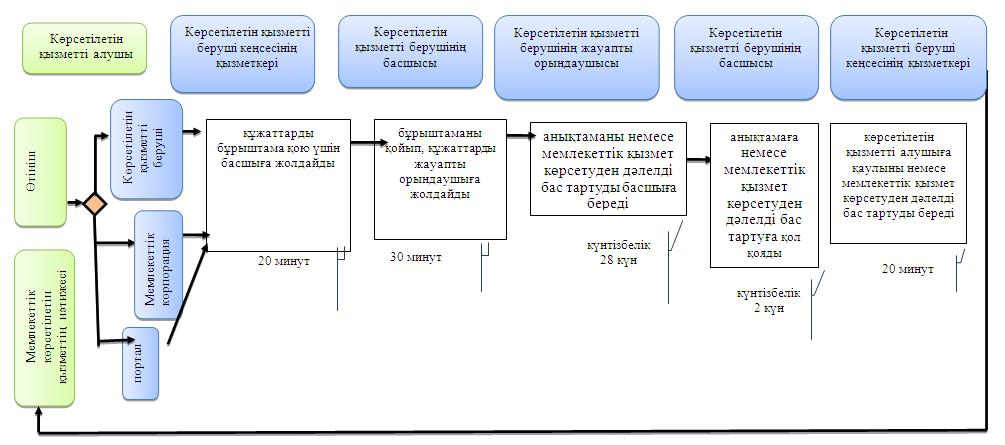 Көрсетілетін
қызметті алушы
Көрсетілетін қызметті
беруші кеңсесінің
қызметкері
Көрсетілетін
қызметті берушінің
басшысы
Көрсетілетін қызметті
берушінің жауапты
орындаушысы
Көрсетілетін
қызметті берушінің
басшысы
Көрсетілетін
қызметті беруші
кеңсесінің қызметкері
Өтініш
Көрсетілетін
қызметті
беруші
Мемлекеттік
корпорация
портал
Мемлекеттік
көрсетілетін
қызметтің нәтижесі
құжаттарды
бұрыштама қою үшін
басшыға жолдайды
20 минут
бұрыштаманы
қойып, құжаттарды
жауапты
орындаушыға
жолдайды
30 минут
анықтаманы немесе
мемлекеттік қызмет
көрсетуден дәлелді
бас тартуды басшыға
береді
күнтізбелік
28 күн
анықтамаға
немесе
мемлекеттік
қызмет
көрсетуден
дәлелді бас
тартуға қол
қояды
күнтізбелік
2 күн
көрсетілетін
қызметті алушыға
қаулыны немесе
мемлекеттік қызмет
көрсетуден дәлелді
бас тартуды береді
20 минут